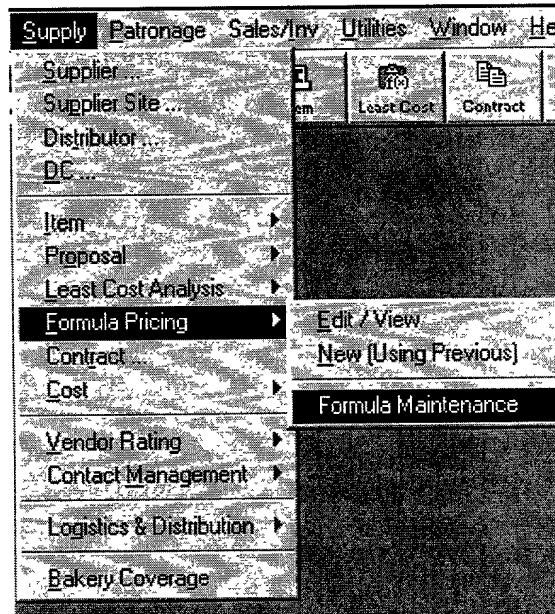 Supply Patronage Sales/Inv Utilities Window He
Supplier ...
Supplier Site ...
Distributor ...
DC ...
em Least Cost Contract
Item
Proposal
Least Cost Analysis
Formula Pricing
Contract ...
Cost
Vendor Rating
Contact Management
Logistics & Distribution
Bakery Coverage
Edit / View
New (Using Previous)
Formula Maintenance